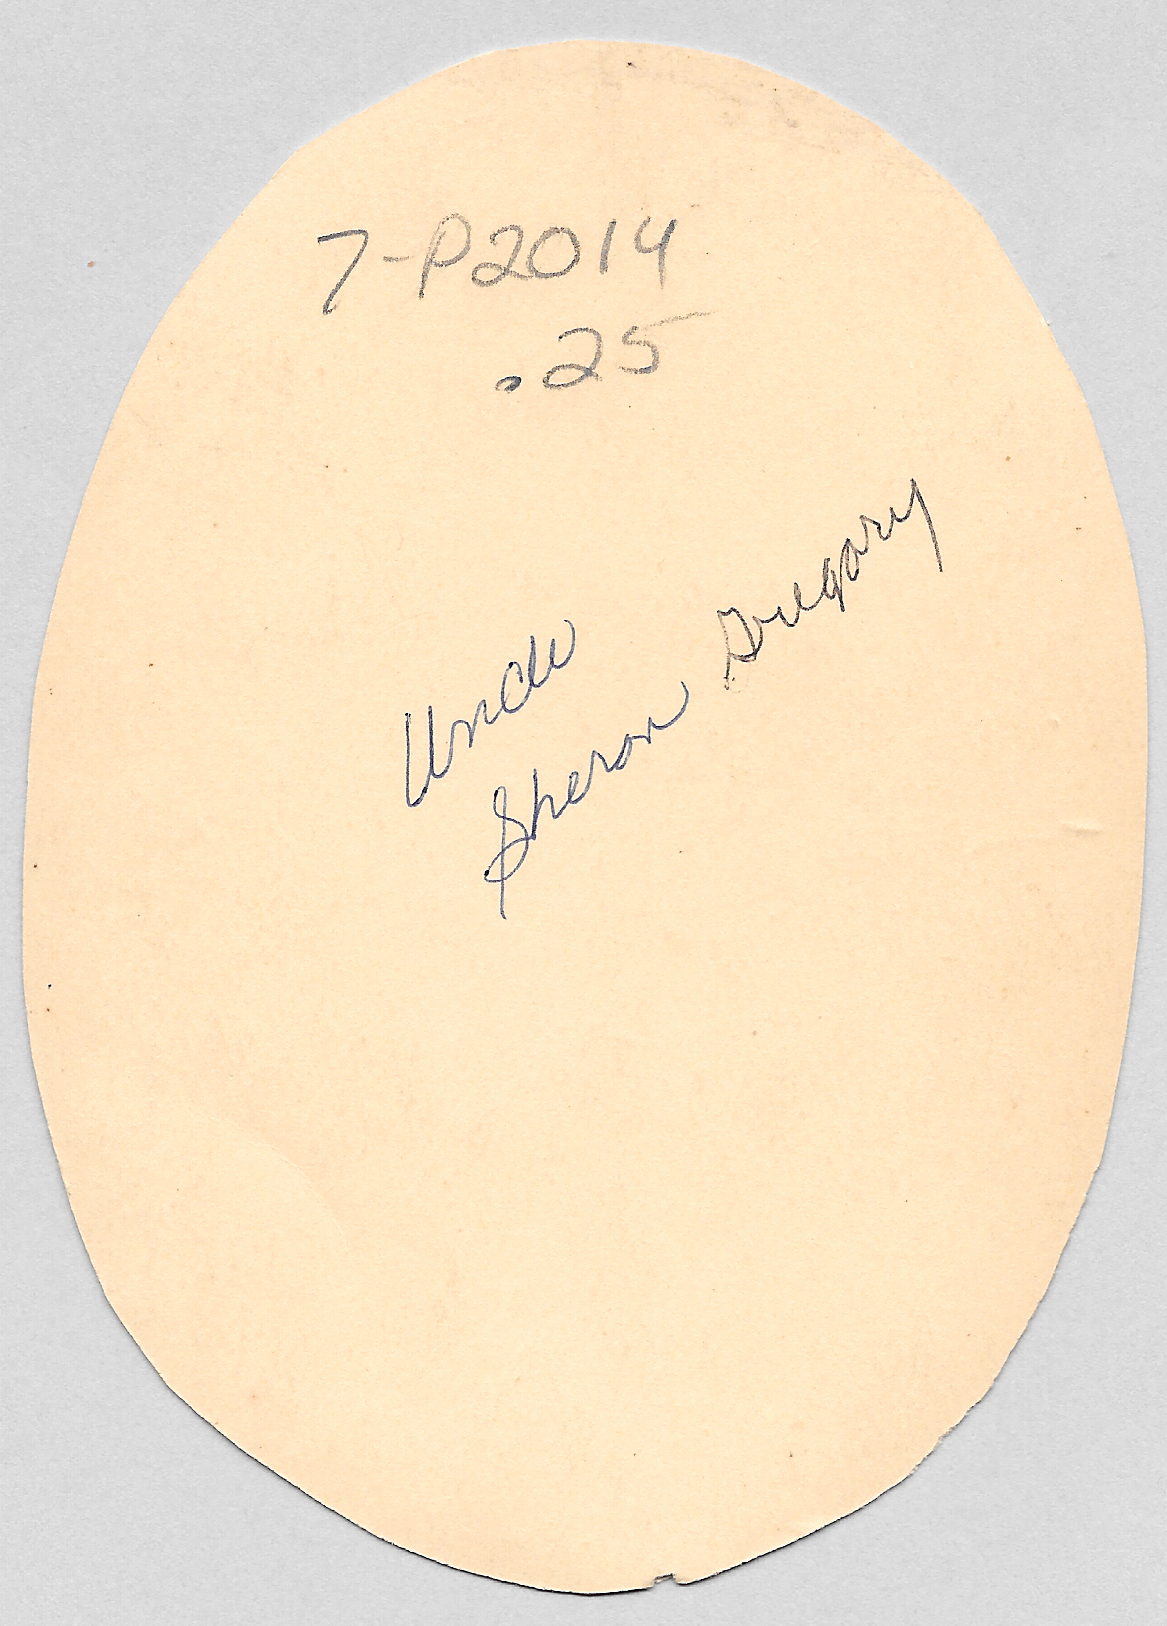 7-P2014
.25
Uncle
Sheron Gregory